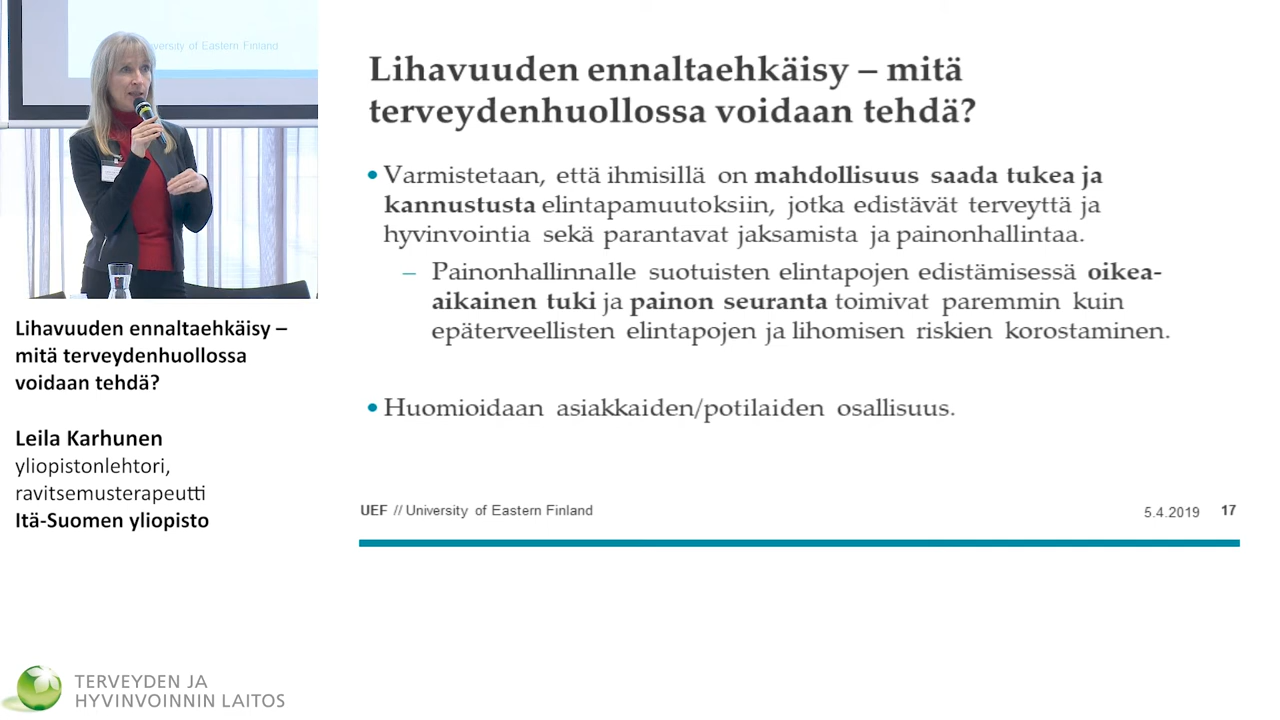 University of Eastern Finland
Lihavuuden ennaltaehkäisy –
mitä terveydenhuollossa
voidaan tehdä?
Leila Karhunen
yliopistonlehtori,
ravitsemusterapeutti
Itä-Suomen yliopisto
Lihavuuden ennaltaehkäisy – mitä
terveydenhuollossa voidaan tehdä?
• Varmistetaan, että ihmisillä on mahdollisuus saada tukea ja
kannustusta elintapamuutoksiin, jotka edistävät terveyttä ja
hyvinvointia sekä parantavat jaksamista ja painonhallintaa.
– Painonhallinnalle suotuisten elintapojen edistämisessä oikea-
aikainen tuki ja painon seuranta toimivat paremmin kuin
epäterveellisten elintapojen ja lihomisen riskien korostaminen.
• Huomioidaan asiakkaiden/potilaiden osallisuus.
UEF // University of Eastern Finland
5.4.2019 17
TERVEYDEN JA
HYVINVOINNIN LAITOS